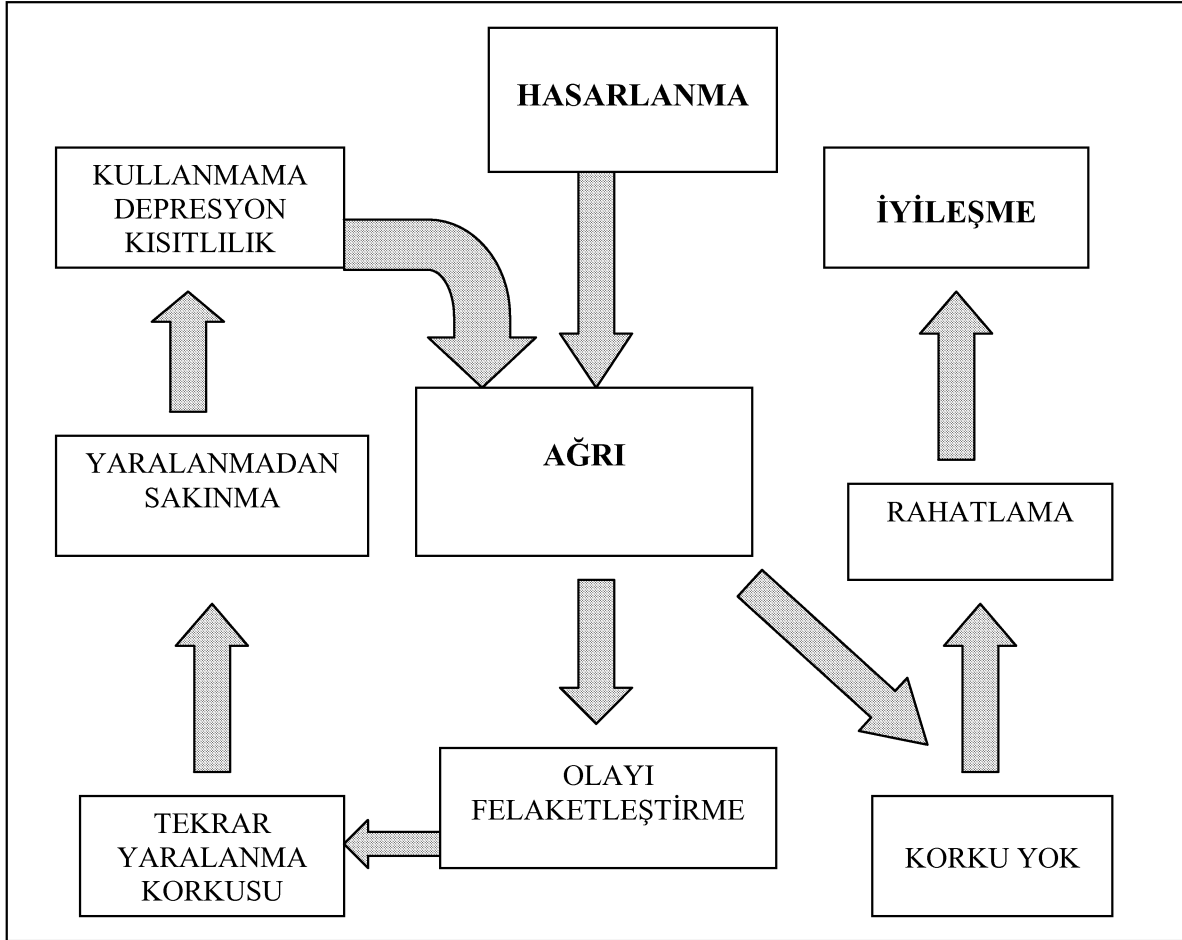 HASARLANMA
KULLANMAMA
DEPRESYON
KISITLILIK
İYİLEŞME
AĞRI
YARALANMADAN
SAKINMA
RAHATLAMA
OLAYI
FELAKETLEŞTİRME
TEKRAR
YARALANMA
KORKUSU
KORKU YOK